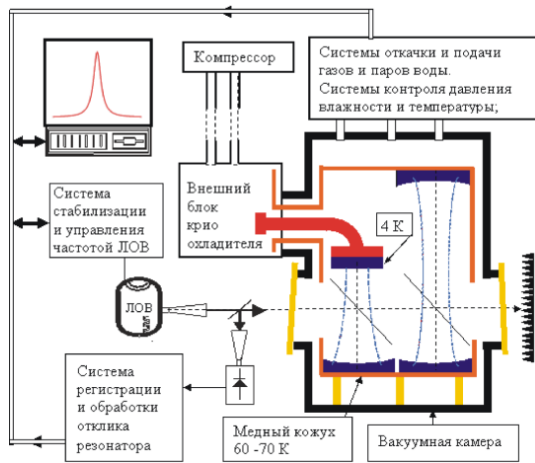 Компрессор
Системы откачки и подачи
газов и паров воды.
Системы контроля давления
влажности и температуры;
Система
стабилизации
и управления
частотой ЛОВ
Внешний
блок
крио
охладителя
4 К
ЛОВ
Система
регистрации
и обработки
отклика
резонатора
Медный кожух
60 -70 К
Вакуумная камера